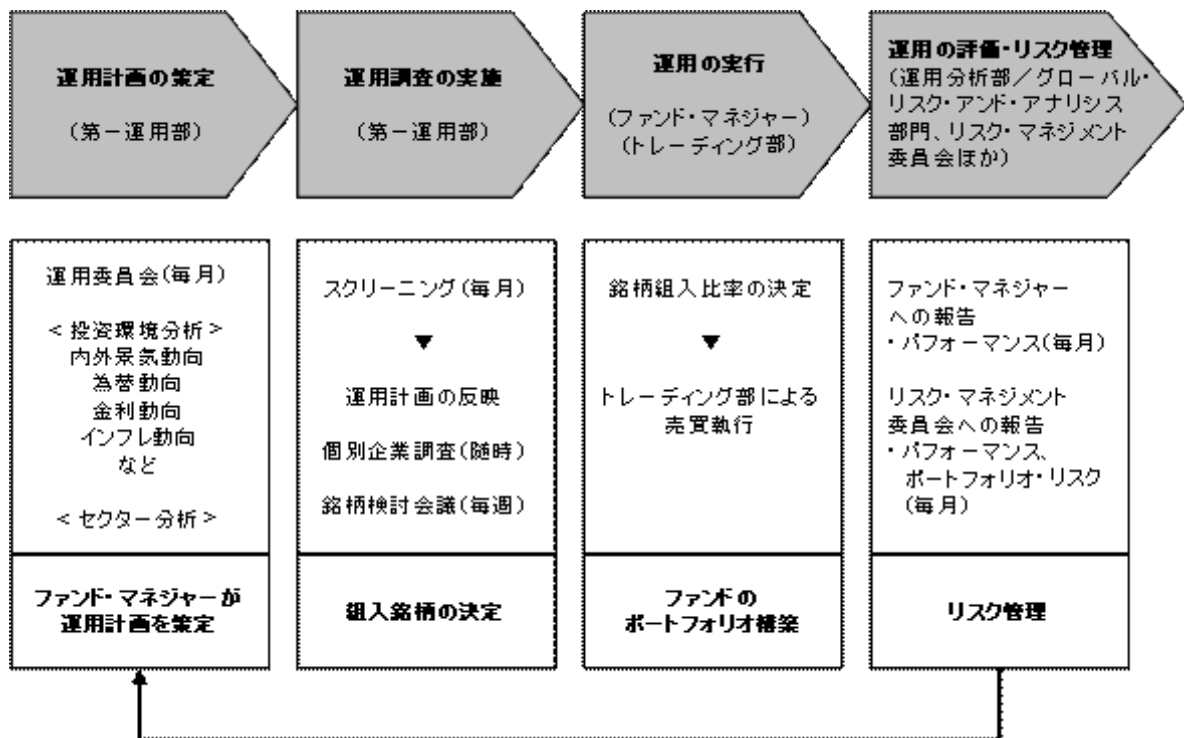 運用計画の策定
(第一運用部)
運用調査の実施
(第一運用部)
運用の実行
(ファンド・マネジャー)
(トレーディング部)
運用の評価・リスク管理
(運用分析部/グローバル・
リスク・アンド・アナリシス
部門、リスク・マネジメント
委員会ほか)
運用委員会(毎月)
<投資環境分析>
内外景気動向
為替動向
金利動向
インフレ動向
など
<セクター分析>
ファンド・マネジャーが
運用計画を策定
スクリーニング(毎月)
▼
運用計画の反映
個別企業調査(随時)
銘柄検討会議(毎週)
組入銘柄の決定
銘柄組入比率の決定
▼
トレーディング部による
売買執行
ファンドの
ポートフォリオ構築
ファンド・マネジャー
への報告
・パフォーマンス(毎月)
リスク・マネジメント
委員会への報告
・パフォーマンス、
ポートフォリオ・リスク
(毎月)
リスク管理